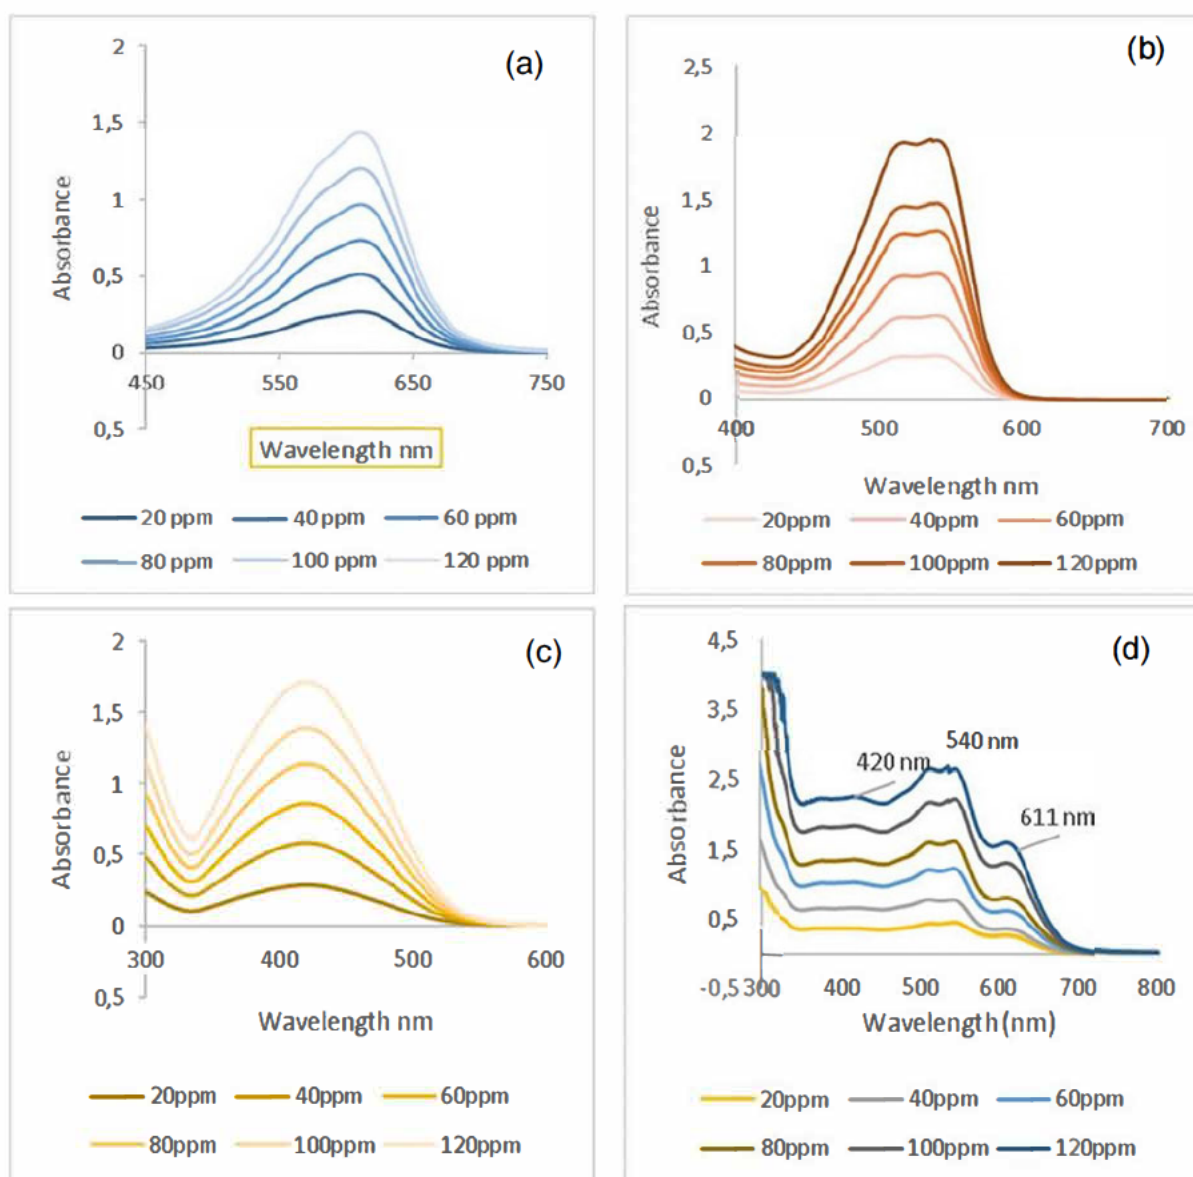 (a)
2
1,5
1
0,5
0
0,5
Absorbance
450 550 650 750
Wavelength nm
20 ppm 40 ppm 60 ppm
80 ppm 100 ppm 120 ppm
(b)
2,5
2
1,5
1
0,5
0
0,5
Absorbance
400 500 600 700
Wavelength nm
20ppm 40ppm 60ppm
80ppm 100ppm 120ppm
(c)
2
1,5
1
0,5
0
0,5
Absorbance
300 400 500 600
Wavelength nm
20ppm 40ppm 60ppm
80ppm 100ppm 120ppm
(d)
4,5
3,5
2,5
1,5
0,5
-0,5
Absorbance
420 nm
540 nm
611 nm
300 400 500 600 700 800
Wavelength (nm)
20ppm 40ppm 60ppm
80ppm 100ppm 120ppm